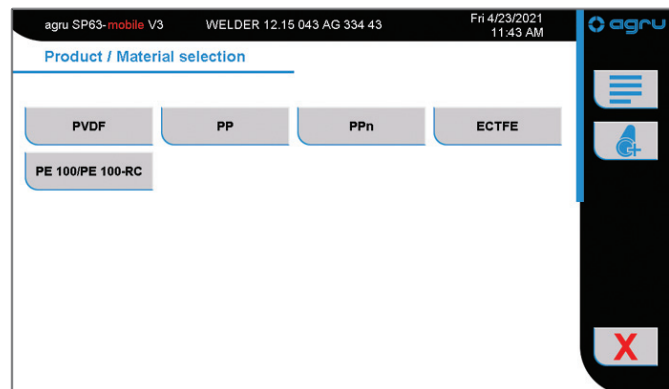 agru SP63-mobile V3 WELDER 12.15 043 AG 334 43 Fri 4/23/2021
11:43 AM
agru
Product / Material selection
PVDF PP PPn ECTFE
PE 100/PE 100-RC
X